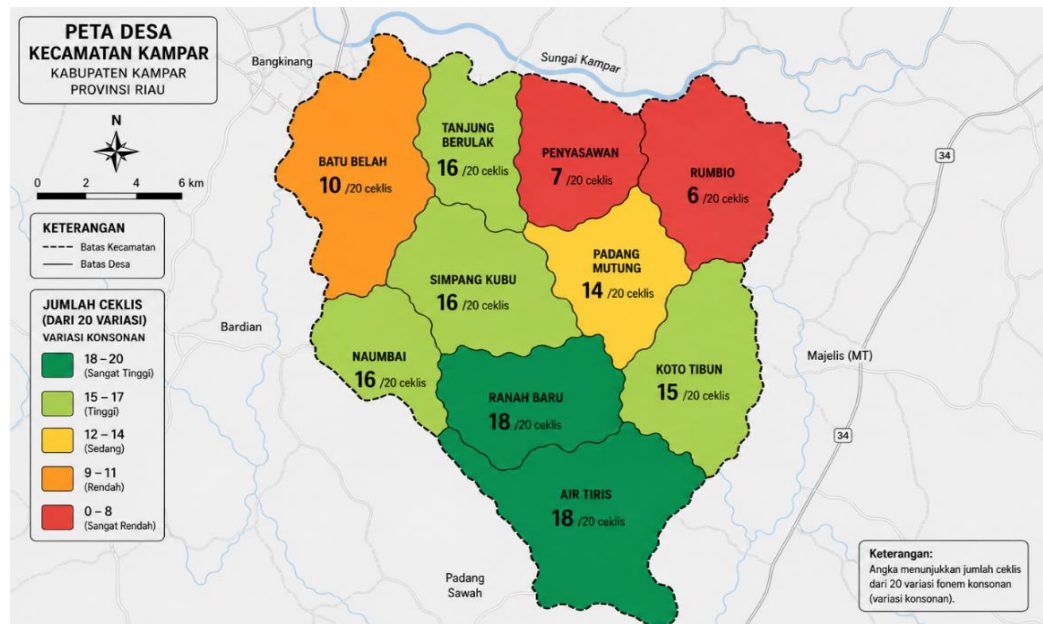 PETA DESA
KECAMATAN KAMPAR
KABUPATEN KAMPAR
PROVINSI RIAU
N
0 2 4 6 km
KETERANGAN
Batas Kecamatan
Batas Desa
JUMLAH CEKLIS
(DARI 20 VARIASI)
VARIASI KONSONAN
18 – 20
(Sangat Tinggi)
15 – 17
(Tinggi)
12 – 14
(Sedang)
9 – 11
(Rendah)
0 – 8
(Sangat Rendah)
Bangkinang
Sungai Kampar
BATU BELAH
10 /20 ceklis
TANJUNG
BERULAK
16 /20 ceklis
PENYASAWAN
7 /20 ceklis
RUMBIO
6 /20 ceklis
34
SIMPANG KUBU
16 /20 ceklis
PADANG
MUTUNG
14 /20 ceklis
Bardian
NAUMBAI
16 /20 ceklis
RANAH BARU
18 /20 ceklis
KOTO TIBUN
15 /20 ceklis
Majelis (MT)
34
AIR TIRIS
18 /20 ceklis
Padang
Sawah
Keterangan:
Angka menunjukkan jumlah ceklis
dari 20 variasi fonem konsonan
(variasi konsonan).